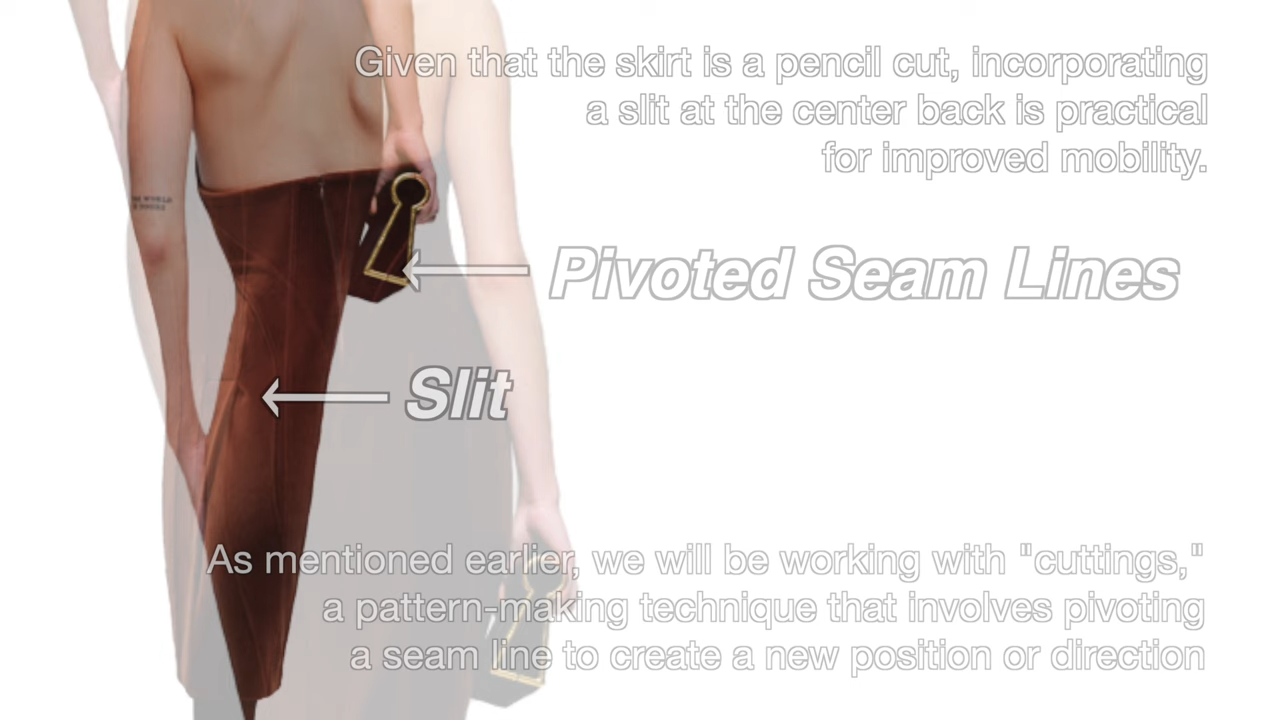 Given that the skirt is a pencil cut, incorporating
a slit at the center back is practical
for improved mobility.
Pivoted Seam Lines
Slit
As mentioned earlier, we will be working with "cuttings,"
a pattern-making technique that involves pivoting
a seam line to create a new position or direction